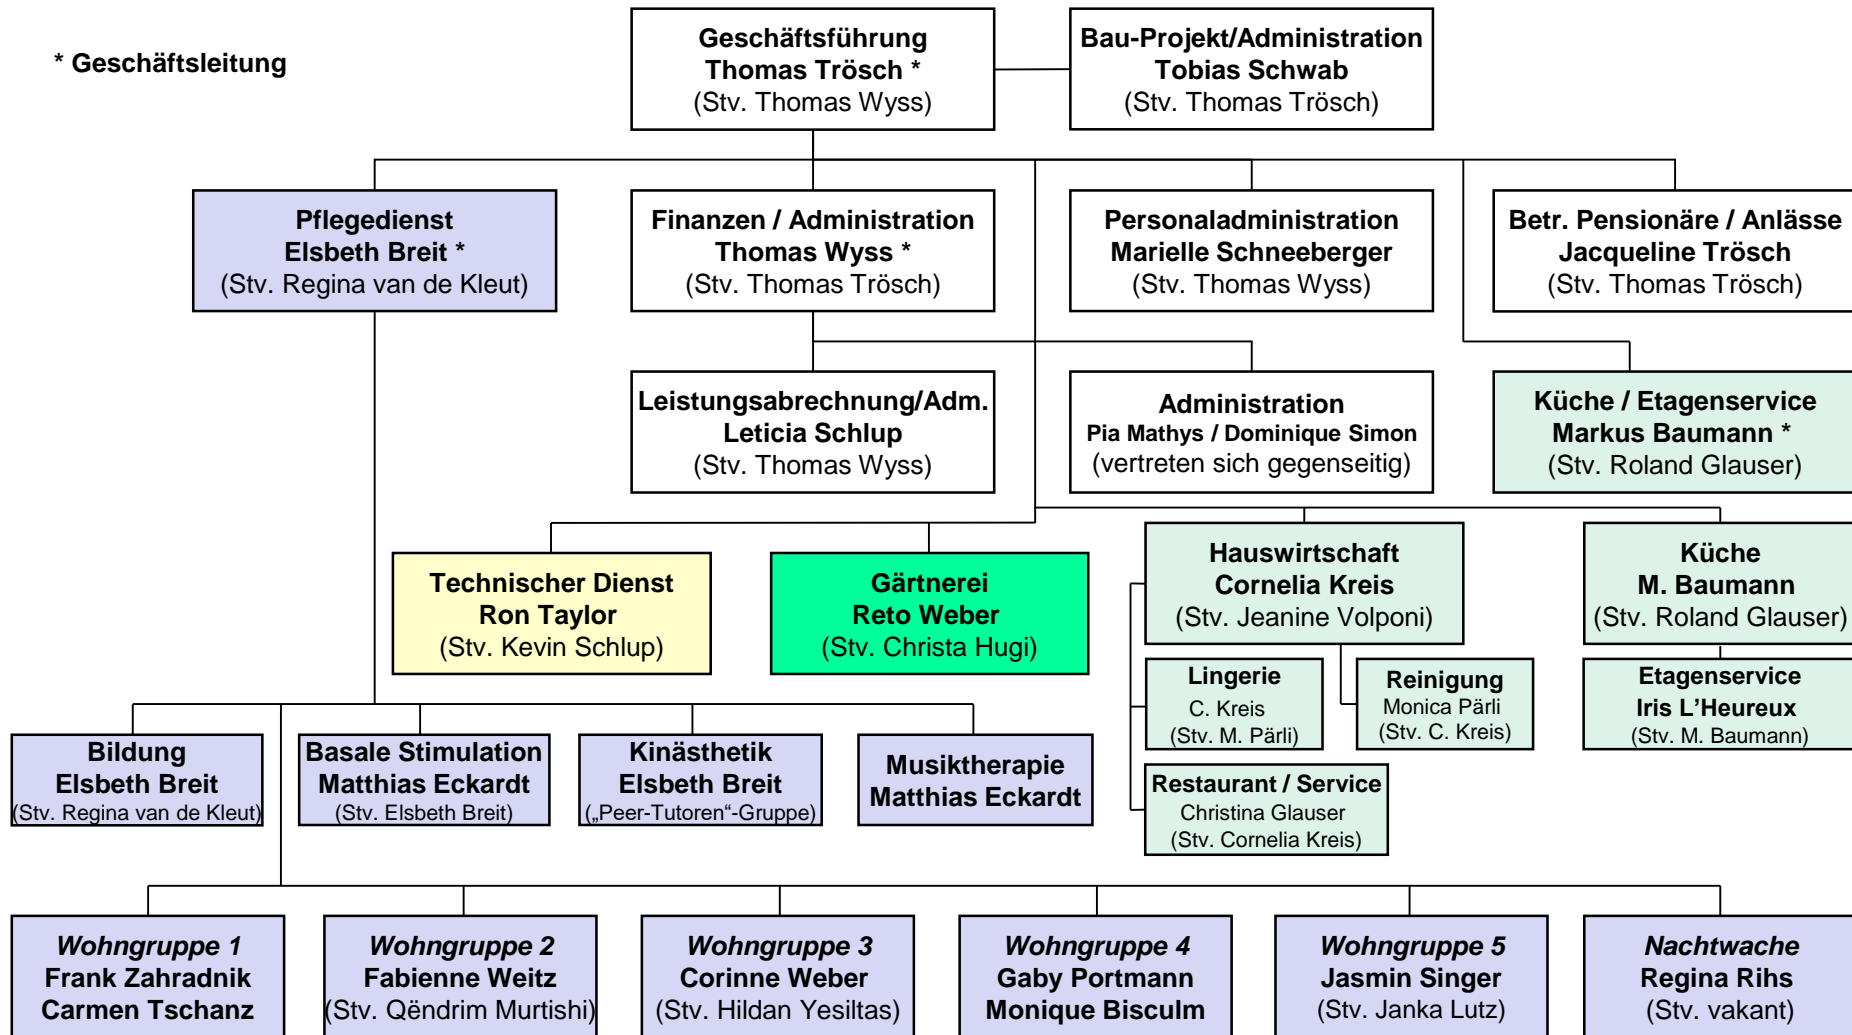 * Geschäftsleitung
Geschäftsführung
Thomas Trösch *
(Stv. Thomas Wyss)
Bau-Projekt/Administration
Tobias Schwab
(Stv. Thomas Trösch)
Pflegedienst
Elsbeth Breit *
(Stv. Regina van de Kleut)
Finanzen / Administration
Thomas Wyss *
(Stv. Thomas Trösch)
Personaladministration
Marielle Schneeberger
(Stv. Thomas Wyss)
Betr. Pensionäre / Anlässe
Jacqueline Trösch
(Stv. Thomas Trösch)
Leistungsabrechnung/Adm.
Leticia Schlup
(Stv. Thomas Wyss)
Administration
Pia Mathys / Dominique Simon
(vertreten sich gegenseitig)
Küche / Etagenservice
Markus Baumann *
(Stv. Roland Glauser)
Technischer Dienst
Ron Taylor
(Stv. Kevin Schlup)
Gärtnerei
Reto Weber
(Stv. Christa Hugi)
Hauswirtschaft
Cornelia Kreis
(Stv. Jeanine Volponi)
Küche
M. Baumann
(Stv. Roland Glauser)
Lingerie
C. Kreis
(Stv. M. Pärli)
Reinigung
Monica Pärli
(Stv. C. Kreis)
Etagenservice
Iris L’Heureux
(Stv. M. Baumann)
Restaurant / Service
Christina Glauser
(Stv. Cornelia Kreis)
Bildung
Elsbeth Breit
(Stv. Regina van de Kleut)
Basale Stimulation
Matthias Eckardt
(Stv. Elsbeth Breit)
Kinästhetik
Elsbeth Breit
(„Peer-Tutoren“-Gruppe)
Musiktherapie
Matthias Eckardt
Wohngruppe 1
Frank Zahradnik
Carmen Tschanz
Wohngruppe 2
Fabienne Weitz
(Stv. Qëndrim Murtishi)
Wohngruppe 3
Corinne Weber
(Stv. Hildan Yesiltas)
Wohngruppe 4
Gaby Portmann
Monique Bisculm
Wohngruppe 5
Jasmin Singer
(Stv. Janka Lutz)
Nachtwache
Regina Rihs
(Stv. vakant)